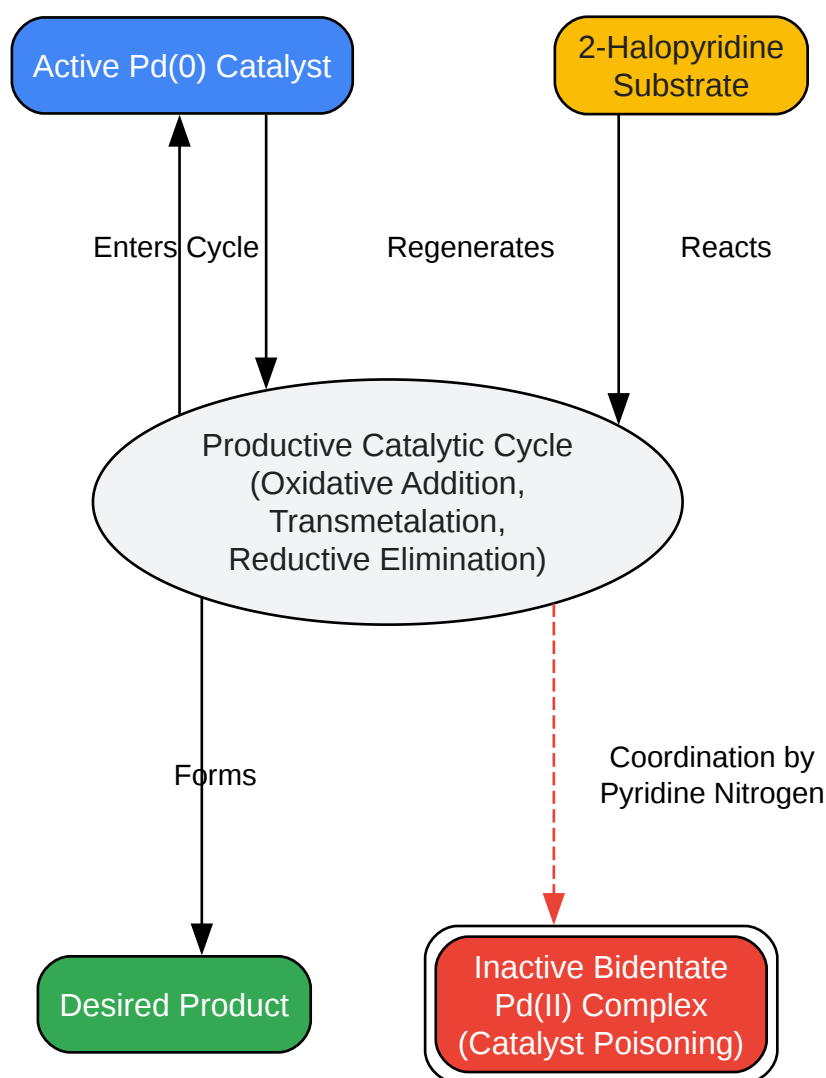 Active Pd(0) Catalyst
2-Halopyridine
Substrate
Enters Cycle
Regenerates
Reacts
Productive Catalytic Cycle
(Oxidative Addition,
Transmetalation,
Reductive Elimination)
Forms
Coordination by
Pyridine Nitrogen
Desired Product
Inactive Bidentate
Pd(II) Complex
(Catalyst Poisoning)